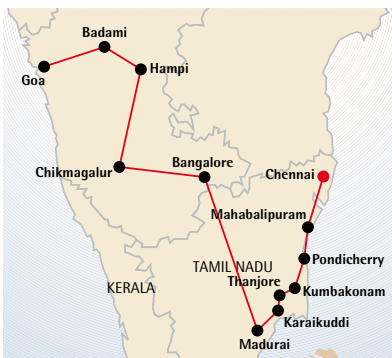 Badami
Hampi
Goa
Bangalore
Chikmagalur
Chennai
Mahabalipuram
Pondicherry
TAMIL NADU
Thanjore
KERALA
Kumbakonam
Karaikuddi
Madurai